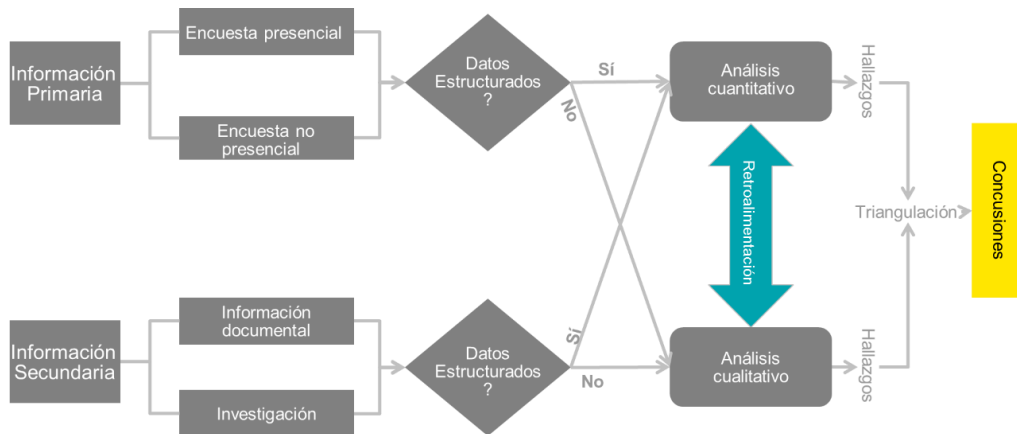 Información
Primaria
Encuesta presencial
Encuesta no
presencial
Datos
Estructurados
?
Sí
No
Análisis
cuantitativo
Hallazgos
Retroalimentación
Triangulación
Concusiones
Información
Secundaria
Información
documental
Investigación
Datos
Estructurados
?
Sí
No
Análisis
cualitativo
Hallazgos